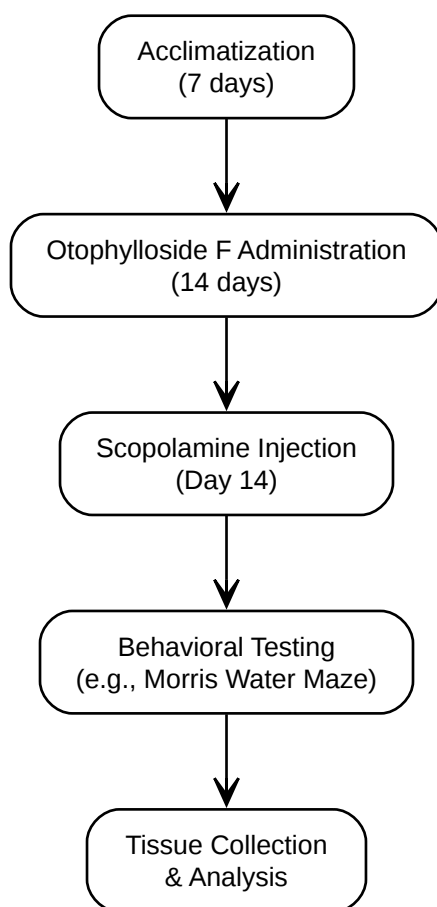 Acclimatization
(7 days)
Otophylloside F Administration
(14 days)
Scopolamine Injection
(Day 14)
Behavioral Testing
(e.g., Morris Water Maze)
Tissue Collection
& Analysis